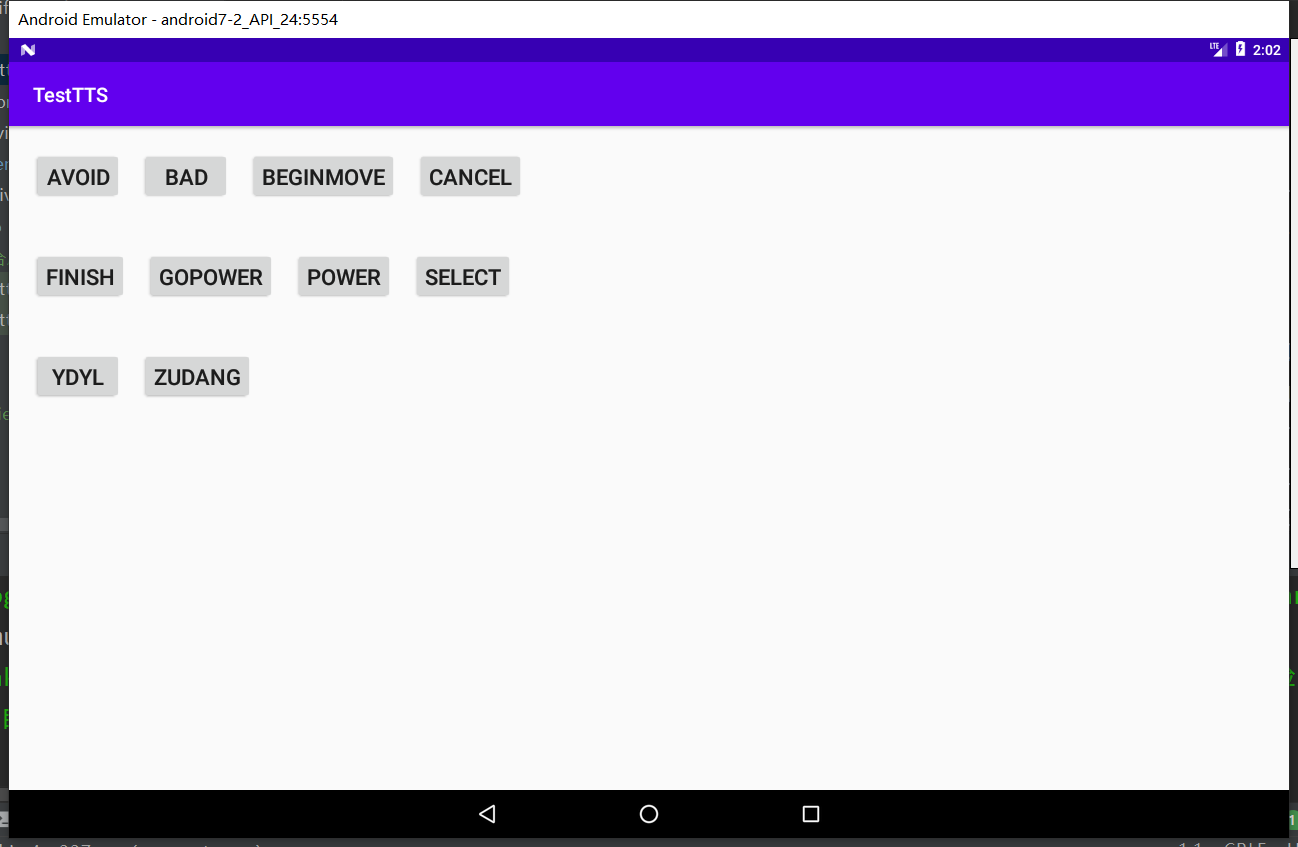 Android Emulator - android7-2_API_24:5554
LTE 2:02
TestTTS
AVOID BAD BEGINMOVE CANCEL
FINISH GOPOWER POWER SELECT
YDYL ZUDANG